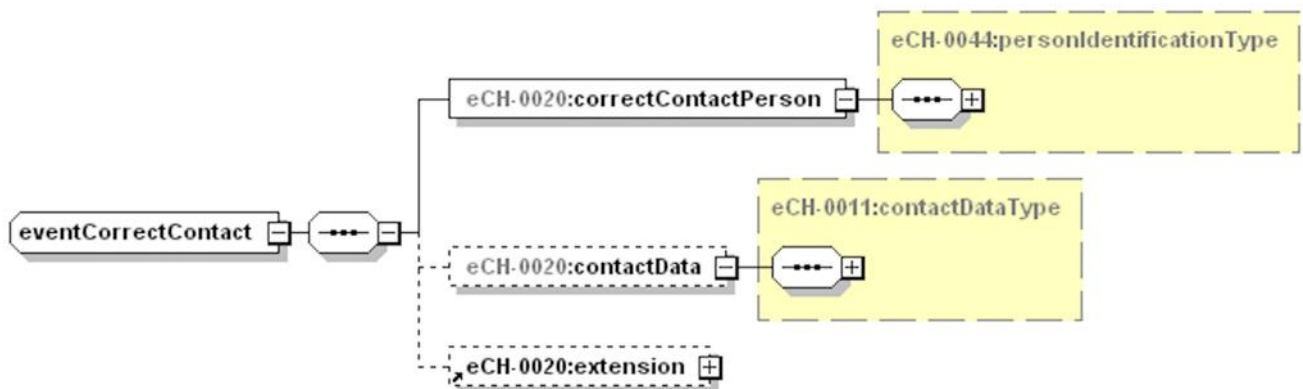 eCH-0044:personIdentificationType
eCH-0020:correctContactPerson
eCH-0011:contactDataType
eventCorrectContact
eCH-0020:contactData
eCH-0020:extension